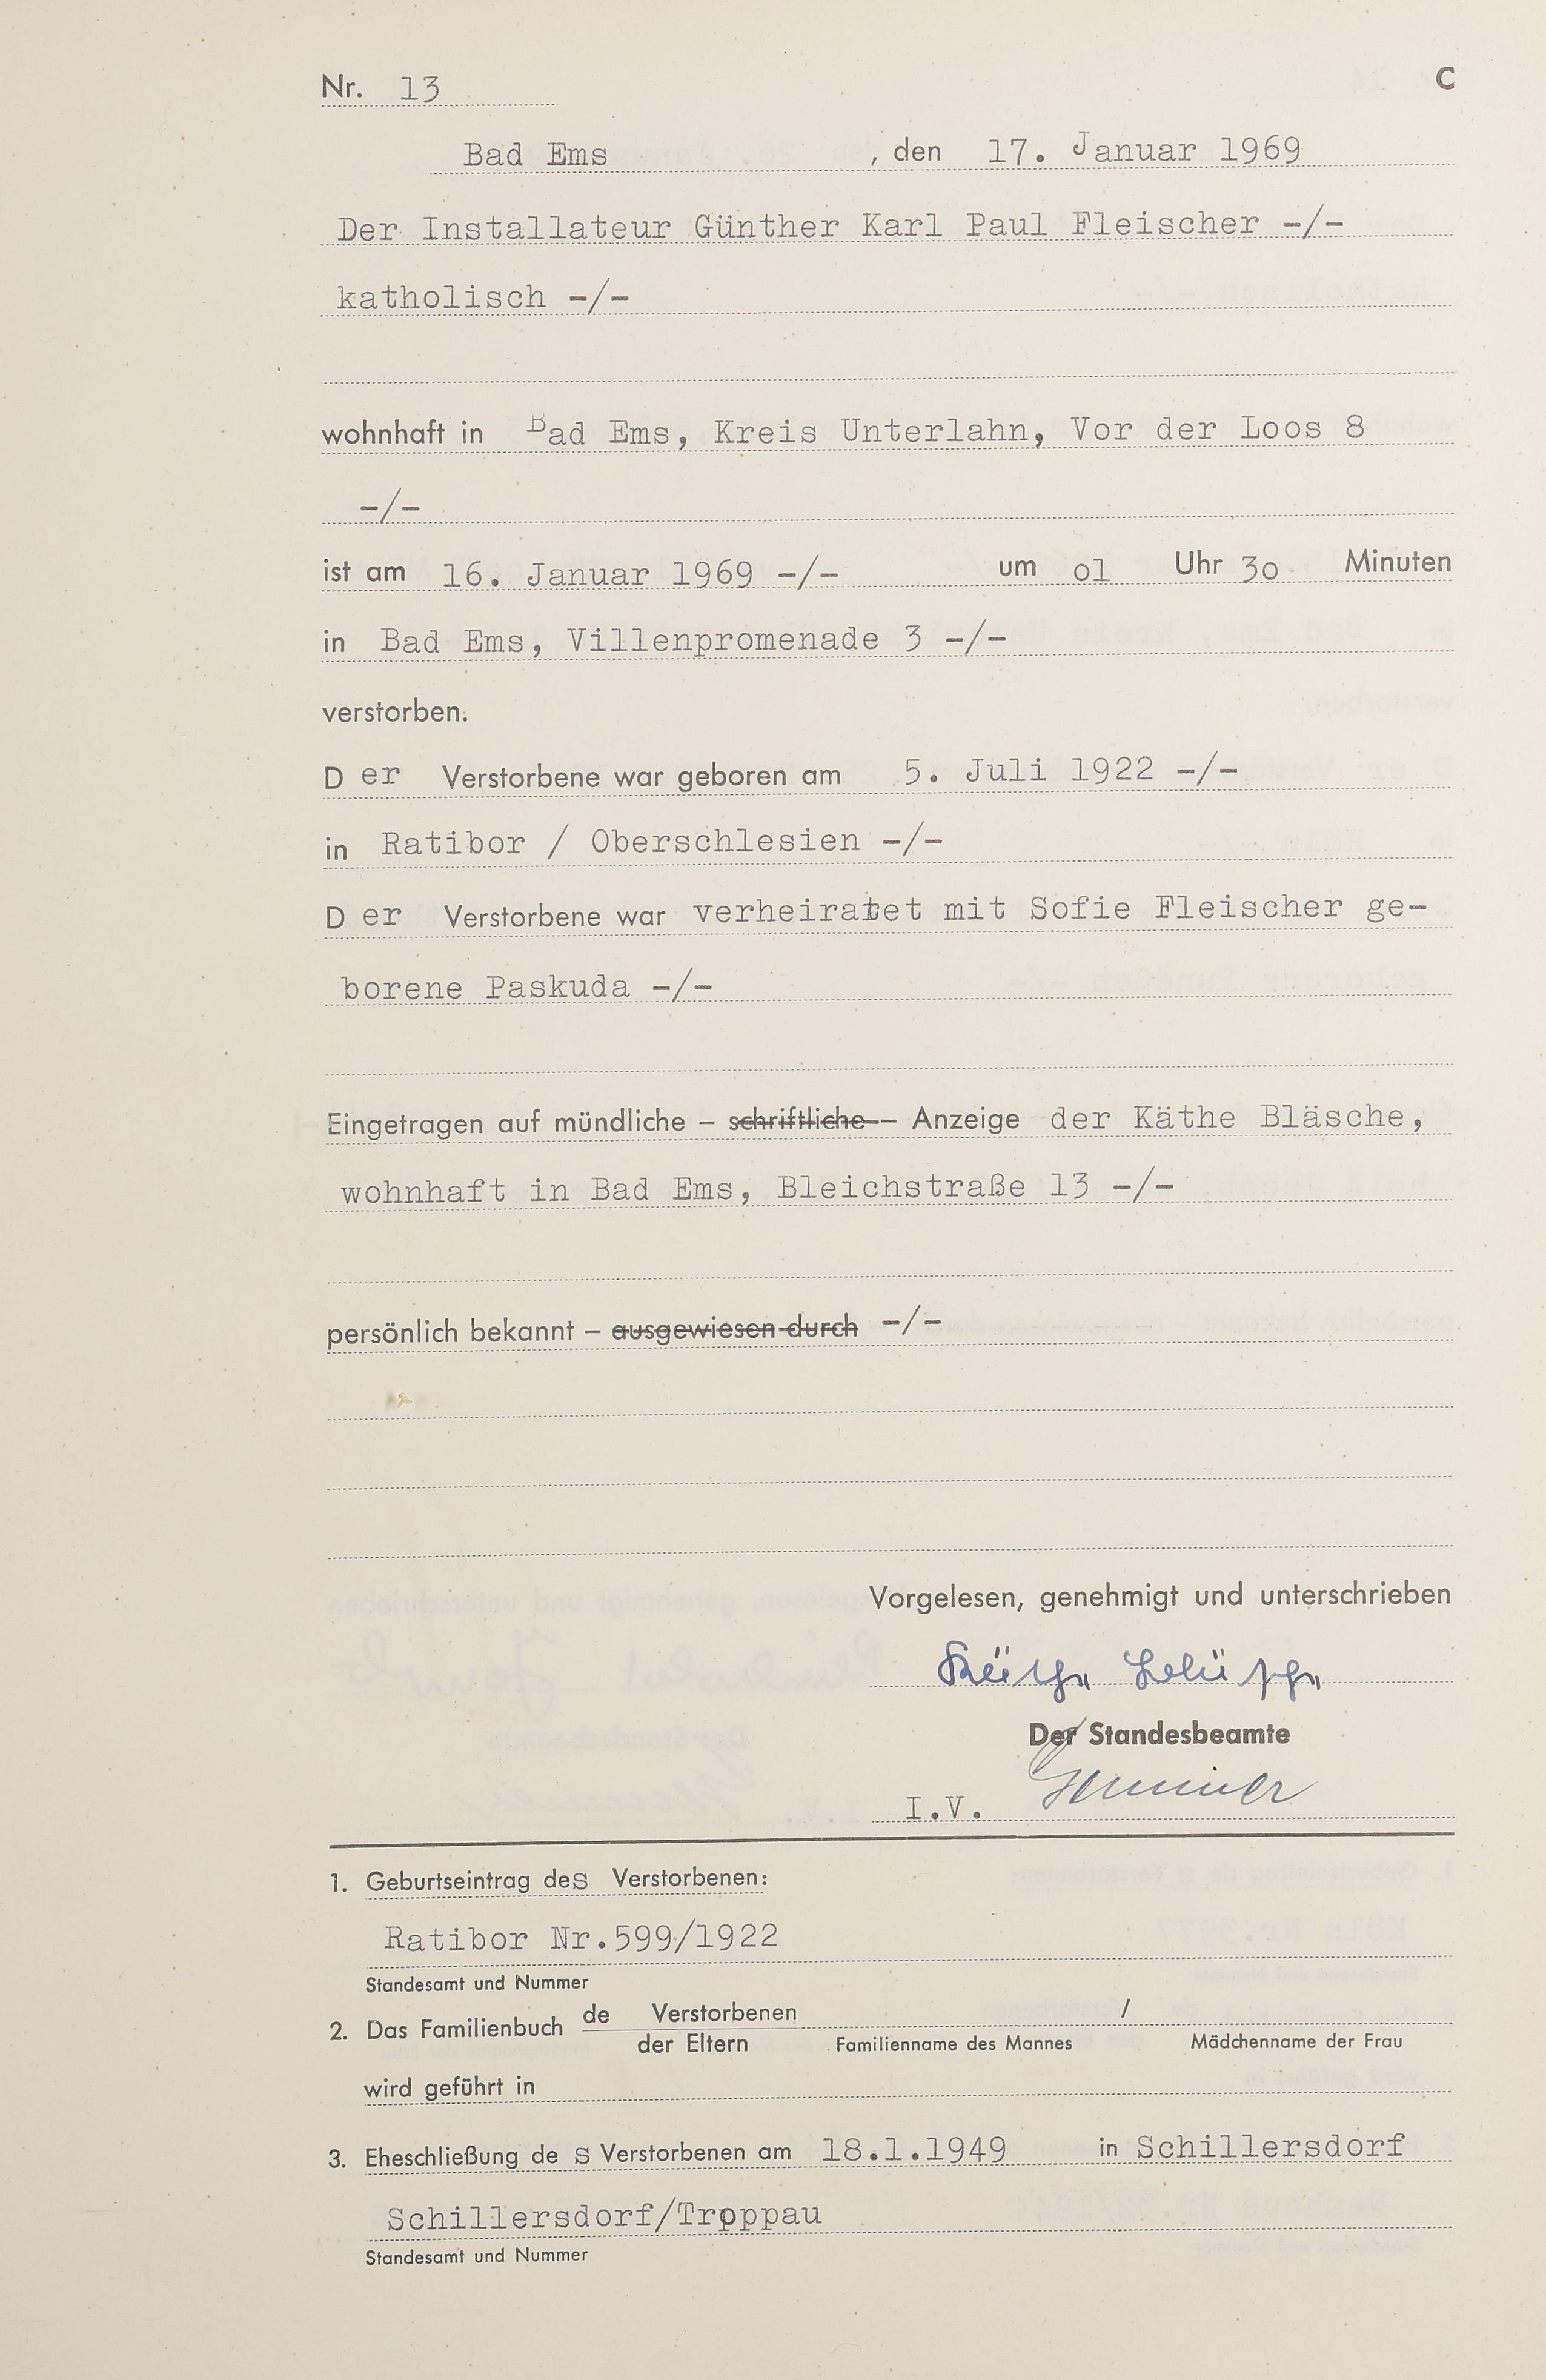 Nr. 13 C
Bad Ems , den 17. Januar 1969
Der Installateur Günther Karl Paul Fleischer -/-
katholisch -/-
wohnhaft in Bad Ems, Kreis Unterlahn, Vor der Loos 8
-/-
ist am 16. Januar 1969 -/- um 01 Uhr 30 Minuten
in Bad Ems, Villenpromenade 3 -/-
verstorben.
D er Verstorbene war geboren am 5. Juli 1922 -/-
in Ratibor / Oberschlesien -/-
D er Verstorbene war verheiratet mit Sofie Fleischer ge-
borene Paskuda -/-
Eingetragen auf mündliche – schriftliche – Anzeige der Käthe Bläsche,
wohnhaft in Bad Ems, Bleichstraße 13 -/-
persönlich bekannt – ausgewiesen durch -/-
Vorgelesen, genehmigt und unterschrieben
Käthe Bläsche
Der Standesbeamte
I.V.
1. Geburtseintrag des Verstorbenen:
Ratibor Nr.599/1922
Standesamt und Nummer
2. Das Familienbuch de Verstorbenen /
der Eltern Familienname des Mannes Mädchenname der Frau
wird geführt in
3. Eheschließung de s Verstorbenen am 18.1.1949 in Schillersdorf
Schillersdorf/Troppau
Standesamt und Nummer